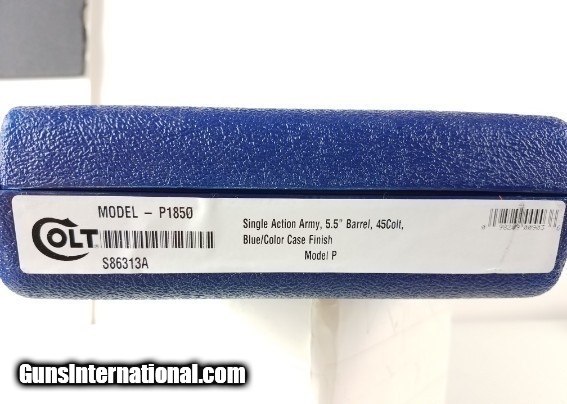 MODEL - P1850
COLT
S86313A
Single Action Army, 5.5" Barrel, 45Colt,
Blue/Color Case Finish
Model P
GunsInternational.com